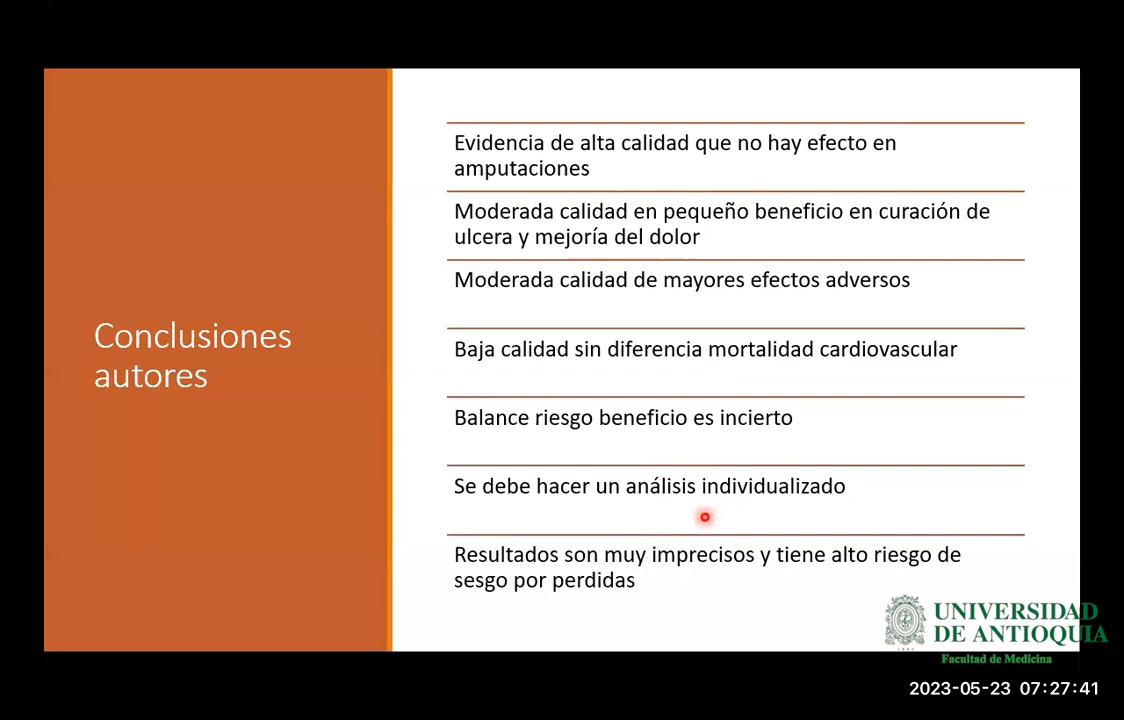 Conclusiones
autores
Evidencia de alta calidad que no hay efecto en
amputaciones
Moderada calidad en pequeño beneficio en curación de
ulcera y mejoría del dolor
Moderada calidad de mayores efectos adversos
Baja calidad sin diferencia mortalidad cardiovascular
Balance riesgo beneficio es incierto
Se debe hacer un análisis individualizado
Resultados son muy imprecisos y tiene alto riesgo de
sesgo por perdidas
UNIVERSIDAD
DE ANTIOQUIA
Facultad de Medicina
2023-05-23 07:27:41